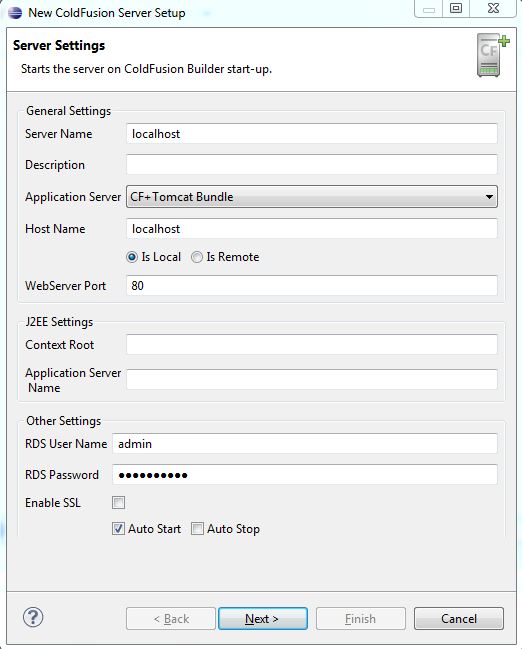 New ColdFusion Server Setup
Server Settings
Starts the server on ColdFusion Builder start-up.
CF
General Settings
Server Name localhost
Description
Application Server CF+Tomcat Bundle
Host Name localhost
Is Local Is Remote
WebServer Port 80
J2EE Settings
Context Root
Application Server
Name
Other Settings
RDS User Name admin
RDS Password ●●●●●●●●●●
Enable SSL
Auto Start Auto Stop
? < Back Next > Finish Cancel